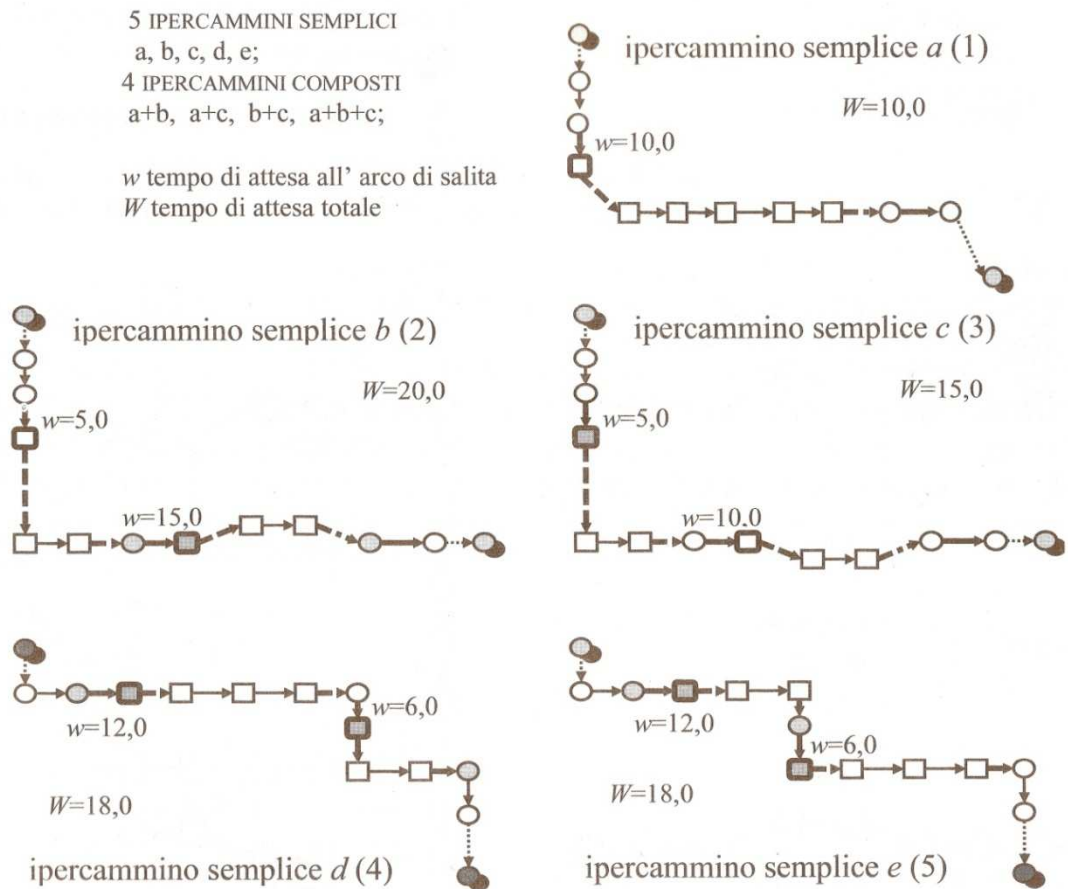 5 IPERCAMMINI SEMPLICI
a, b, c, d, e;
4 IPERCAMMINI COMPOSTI
a+b, a+c, b+c, a+b+c;
w tempo di attesa all' arco di salita
W tempo di attesa totale
ipercammino semplice a (1)
W=10,0
w=10,0
ipercammino semplice b (2)
W=20,0
w=5,0
w=15,0
ipercammino semplice c (3)
W=15,0
w=5,0
w=10,0
w=12,0
w=6,0
W=18,0
ipercammino semplice d (4)
w=12,0
w=6,0
W=18,0
ipercammino semplice e (5)